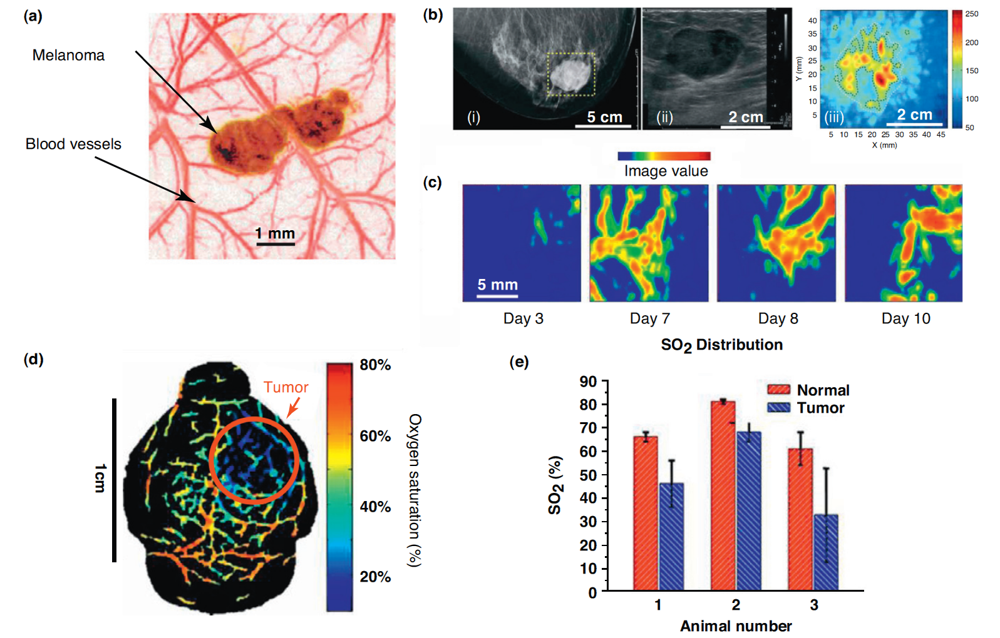 (a)
Melanoma
Blood vessels
1 mm
(b)
(i)
5 cm
(ii)
2 cm
(iii)
2 cm
Y (mm)
40
35
30
25
20
15
10
5
5 10 15 20 25 30 35 40 45
X (mm)
250
200
150
100
50
Image value
(c)
5 mm
Day 3
Day 7
Day 8
Day 10
(d)
1cm
Tumor
80%
60%
40%
20%
Oxygen saturation (%)
(e)
SO2 Distribution
Normal
Tumor
SO2 (%)
90
80
70
60
50
40
30
20
10
0
1 2 3
Animal number